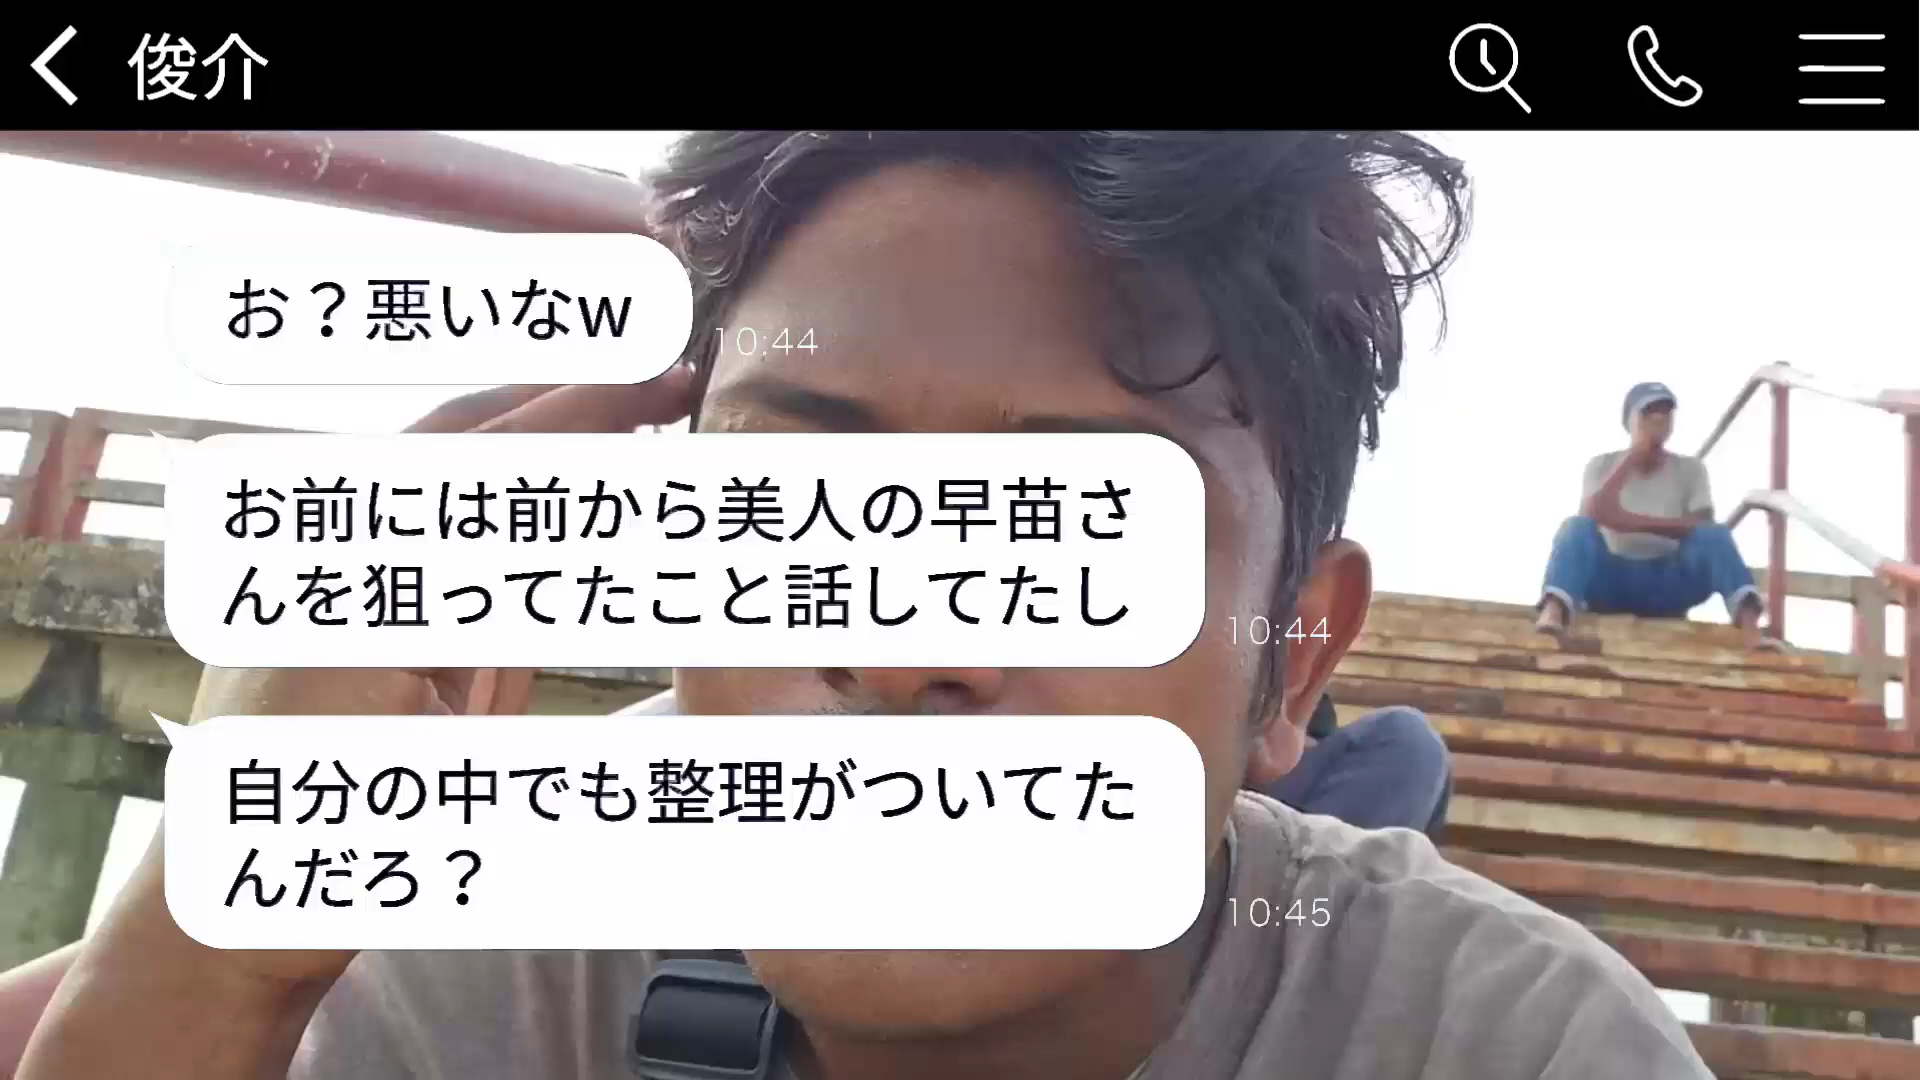 俊介
お？悪いなw
10:44
お前には前から美人の早苗さ
んを狙ってたこと話してたし
10:44
自分の中でも整理がついてた
んだろ？
10:45